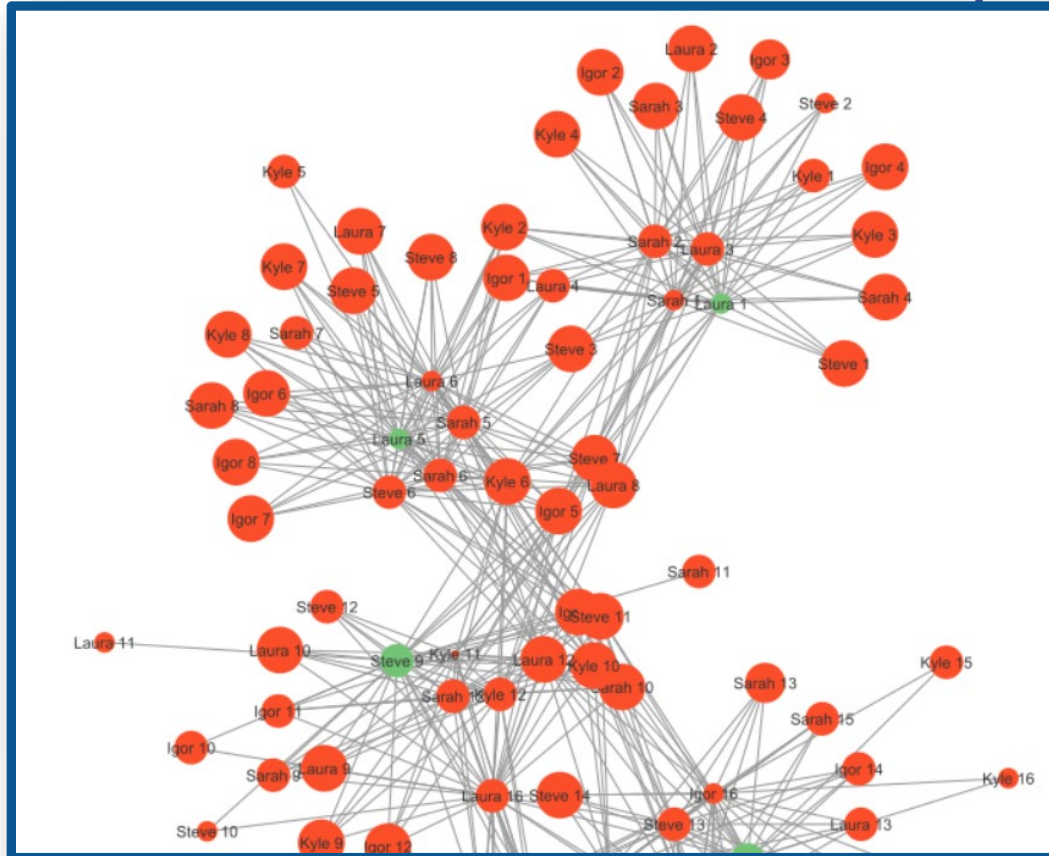 Laura 2
Igor 3
Igor 2
Steve 2
Sarah 3
Steve 4
Kyle 4
Igor 4
Kyle 5
Kyle 1
Laura 7
Kyle 2
Kyle 3
Sarah 2
Laura 3
Steve 8
Kyle 7
Igor 1
Laura 4
Steve 5
Sarah 4
Laura 1
Kyle 8
Sarah 7
Steve 3
Steve 1
Laura 6
Igor 6
Sarah 8
Sarah 5
Laura 5
Steve 7
Igor 8
Sarah 6
Kyle 6
Laura 8
Steve 6
Igor 5
Igor 7
Sarah 11
Steve 12
Steve 11
Laura 11
Laura 10
Steve 9
Kyle 11
Laura 12
Kyle 10
Kyle 15
Sarah 13
Sarah 10
Kyle 12
Igor 11
Sarah 15
Igor 10
Sarah 9
Laura 9
Igor 14
Kyle 16
Laura 16
Steve 14
Igor 16
Steve 10
Steve 13
Laura 13
Kyle 9
Igor 12